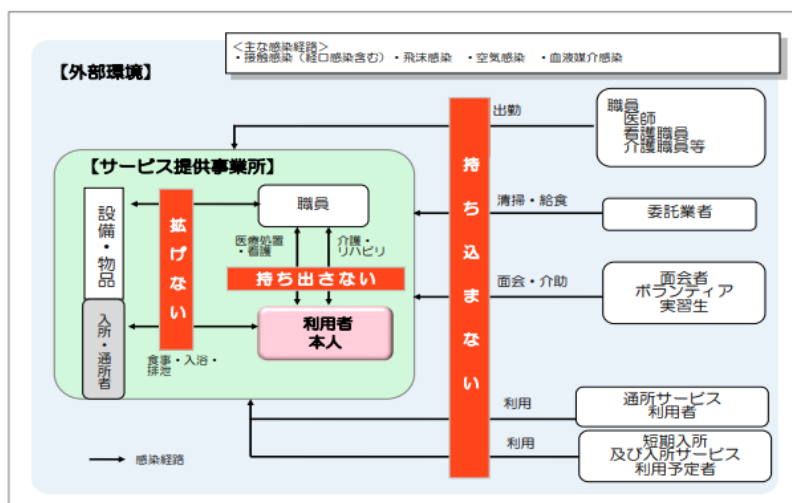 <主な感染経路>
・接触感染（経口感染含む）・飛沫感染　・空気感染　・血液媒介感染
【外部環境】
出勤
職員
医師
看護職員
介護職員等
【サービス提供事業所】
持ち込まない
設備・物品
拡げない
職員
清掃・給食
委託業者
医療処置
・看護
介護・
リハビリ
持ち出さない
面会・介助
面会者
ボランティア
実習生
入所・通所者
利用者
本人
食事・入浴・
排泄
利用
通所サービス
利用者
利用
短期入所
及び入所サービス
利用予定者
感染経路